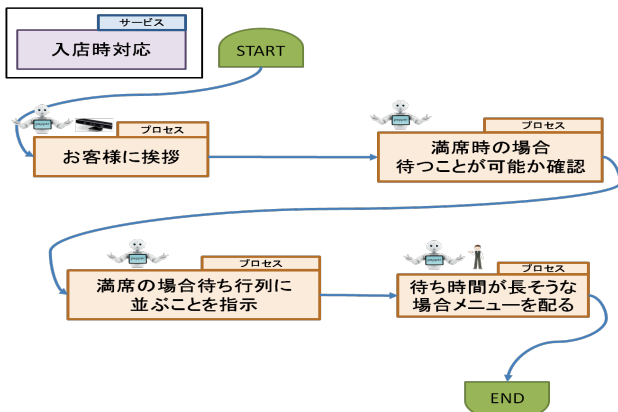 サービス
入店時対応
START
プロセス
お客様に挨拶
プロセス
満席時の場合
待つことが可能か確認
プロセス
満席の場合待ち行列に
並ぶことを指示
プロセス
待ち時間が長そうな
場合メニューを配る
END